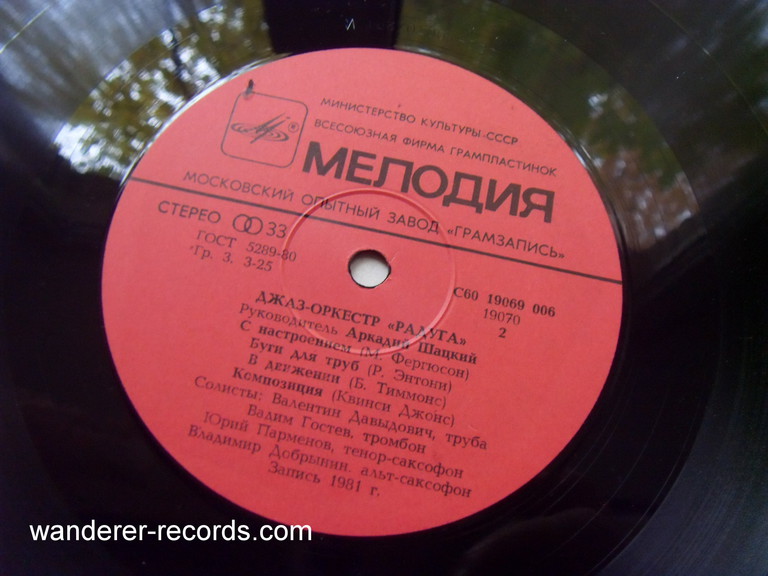 МИНИСТЕРСТВО КУЛЬТУРЫ СССР
ВСЕСОЮЗНАЯ ФИРМА ГРАМПЛАСТИНОК
МЕЛОДИЯ
МОСКОВСКИЙ ОПЫТНЫЙ ЗАВОД «ГРАМЗАПИСЬ»
СТЕРЕО 33
ГОСТ 5289-80
Гр. 3. 3-25
С60 19069 006
19070
2
ДЖАЗ-ОРКЕСТР «РАДУГА»
Руководитель Аркадий Шацкий
С настроением (М. Фергюсон)
Буги для труб (Р. Энтони)
В движении (Б. Тиммонс)
Композиция (Квинси Джонс)
Солисты: Валентин Давыдович, труба
Вадим Гостев, тромбон
Юрий Парменов, тенор-саксофон
Владимир Добрынин. альт-саксофон
Запись 1981 г.
wanderer-records.com